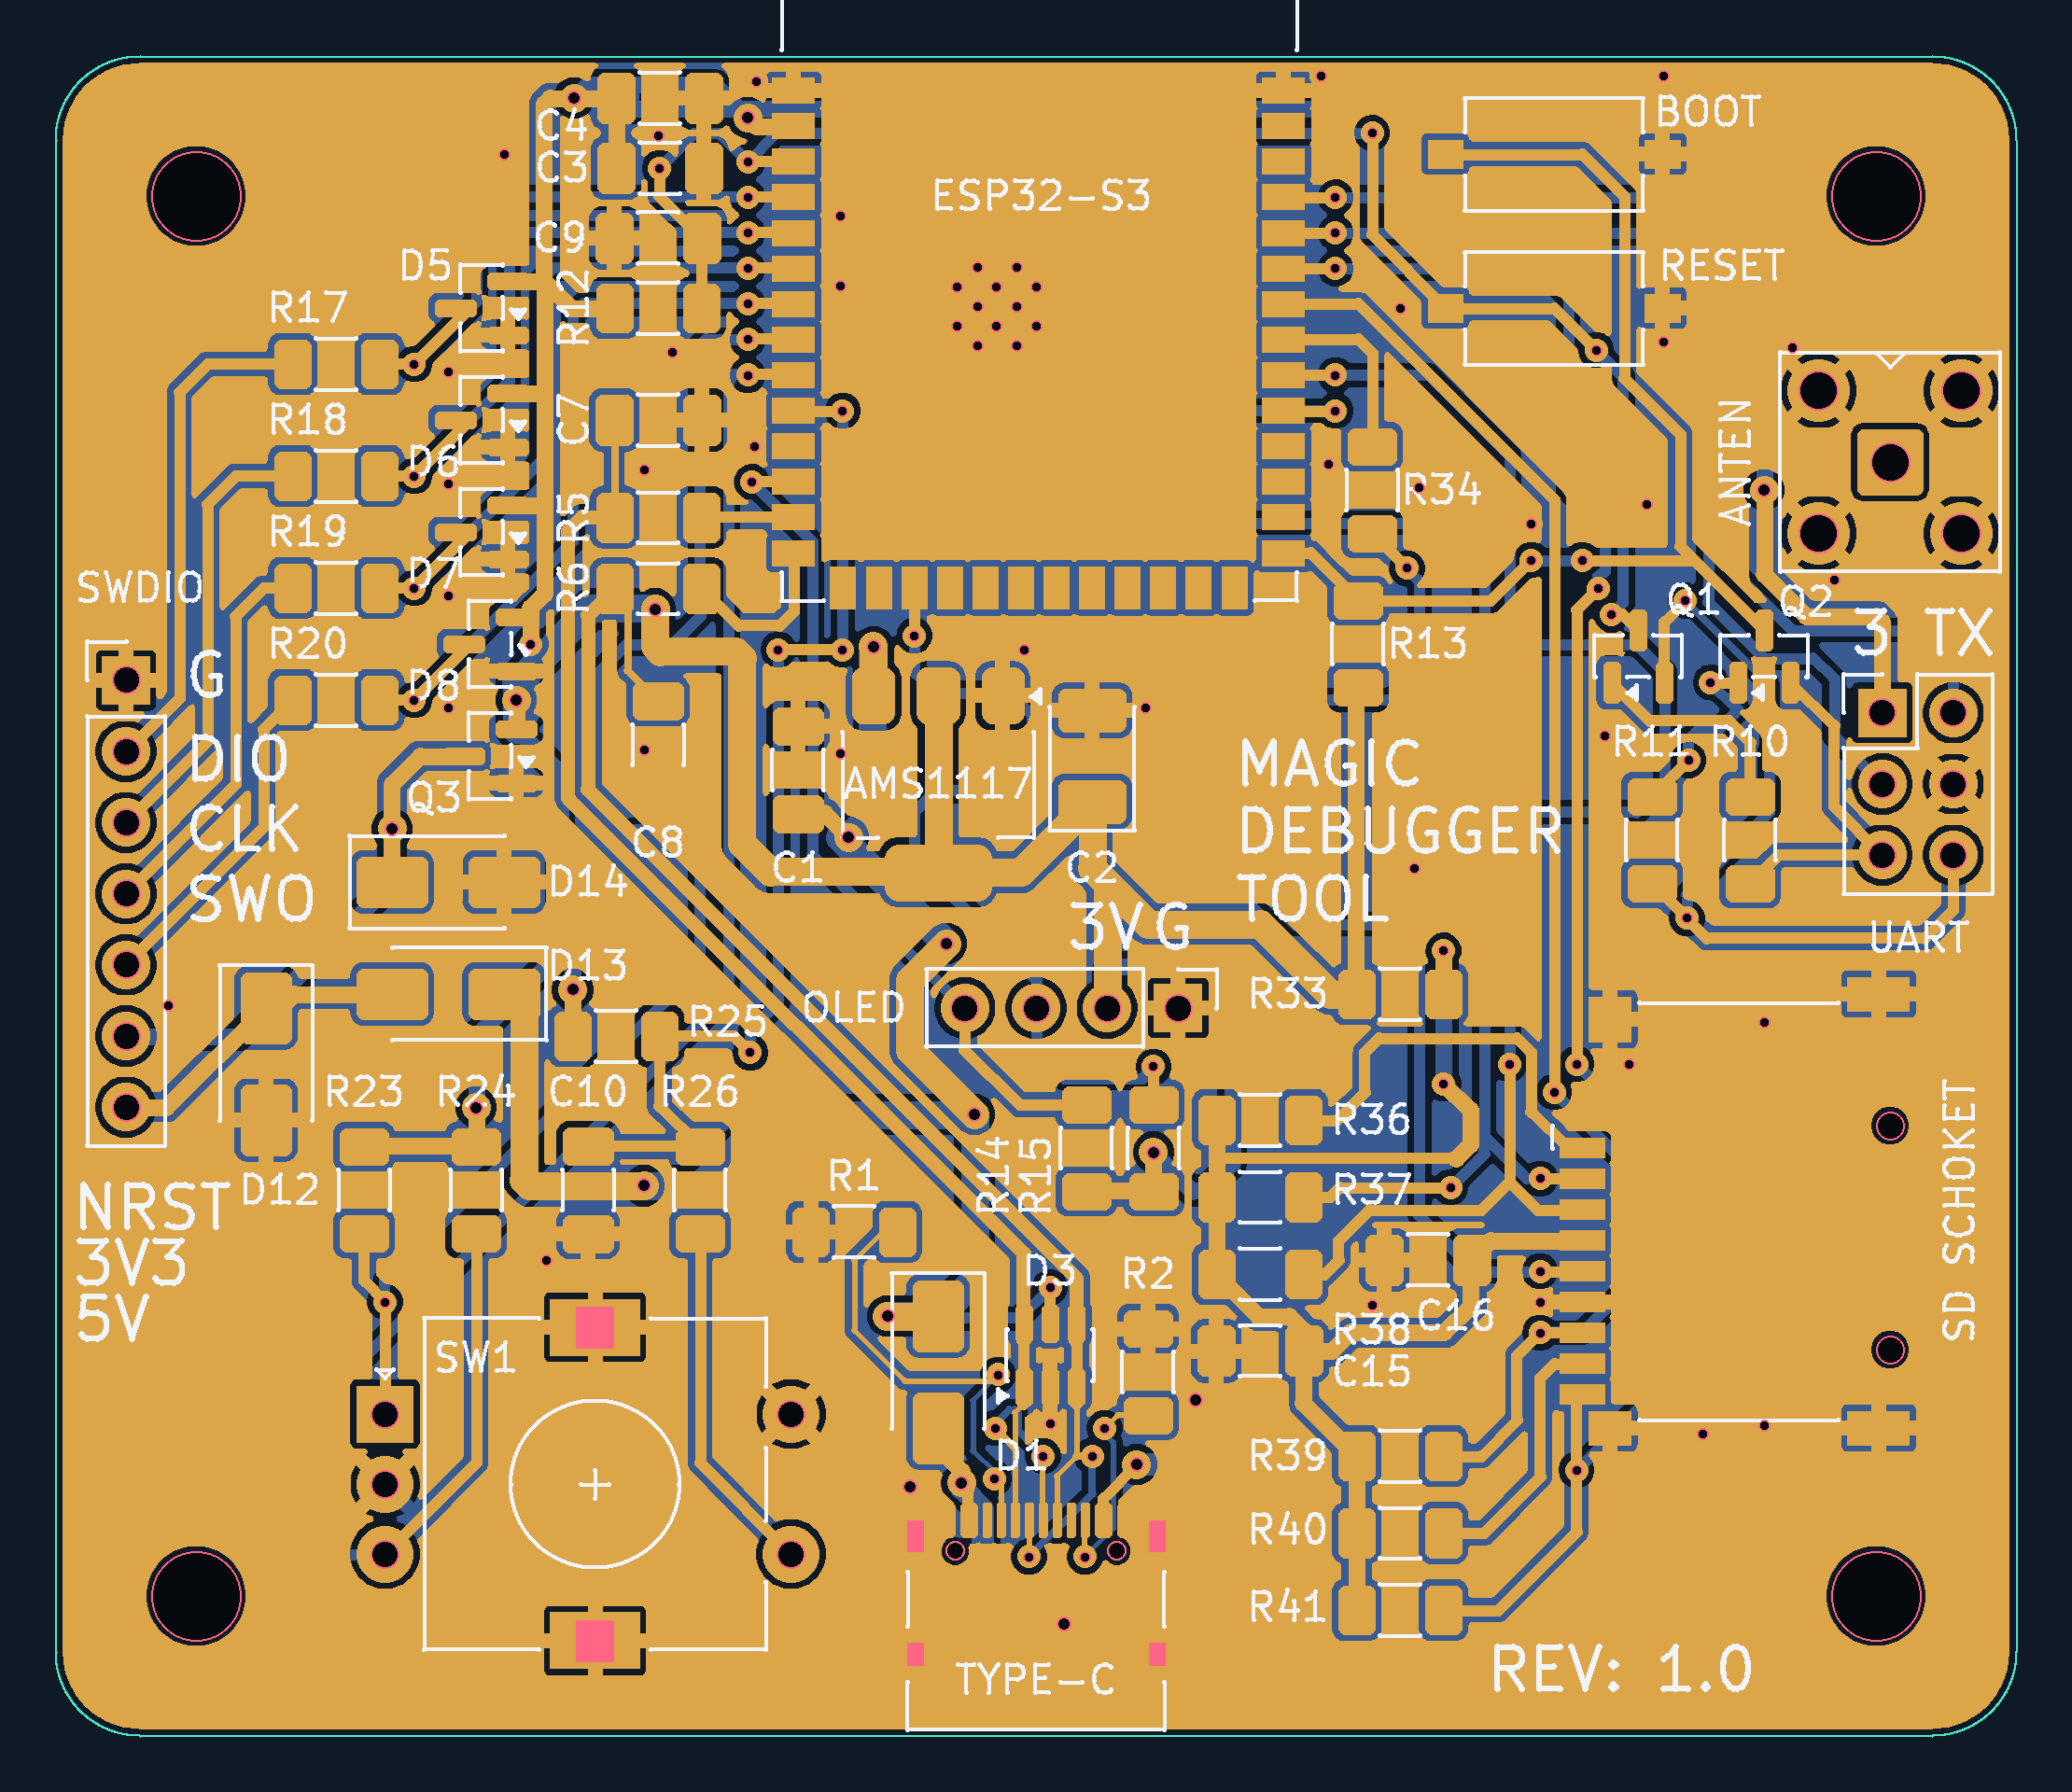 C4
BOOT
C3
ESP32-S3
C9
D5
RESET
R17
R12
R18
C7
ANTEN
D6
R34
R19
R5
SWDIO
D7
R6
Q1
Q2
3 TX
R20
G
D8
R13
DIO
R11
R10
MAGIC
DEBUGGER
TOOL
AMS1117
Q3
CLK
C8
C1
C2
SWO
D14
3VG
UART
D13
OLED
R33
R25
R23
R24
C10
R26
R36
R14
R15
SD SCHOKET
NRST
3V3
5V
D12
R1
R37
D3
R2
C16
R38
SW1
C15
D1
R39
R40
R41
TYPE-C
REV: 1.0